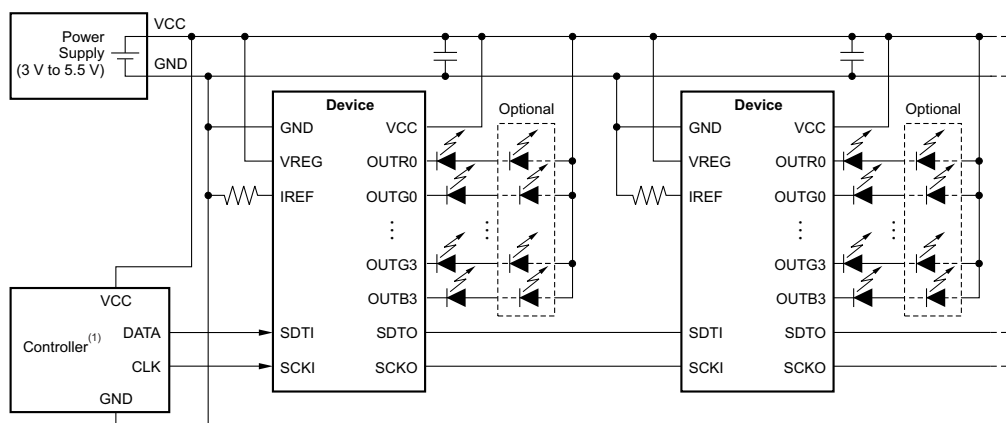 Power
Supply
(3 V to 5.5 V)
VCC
GND
Device
GND
VREG
IREF
SDTI
SCKI
VCC
OUTR0
OUTG0
OUTG3
OUTB3
SDTO
SCKO
Optional
Device
GND
VREG
IREF
SDTI
SCKI
VCC
OUTR0
OUTG0
OUTG3
OUTB3
SDTO
SCKO
Optional
VCC
Controller(1)
DATA
CLK
GND